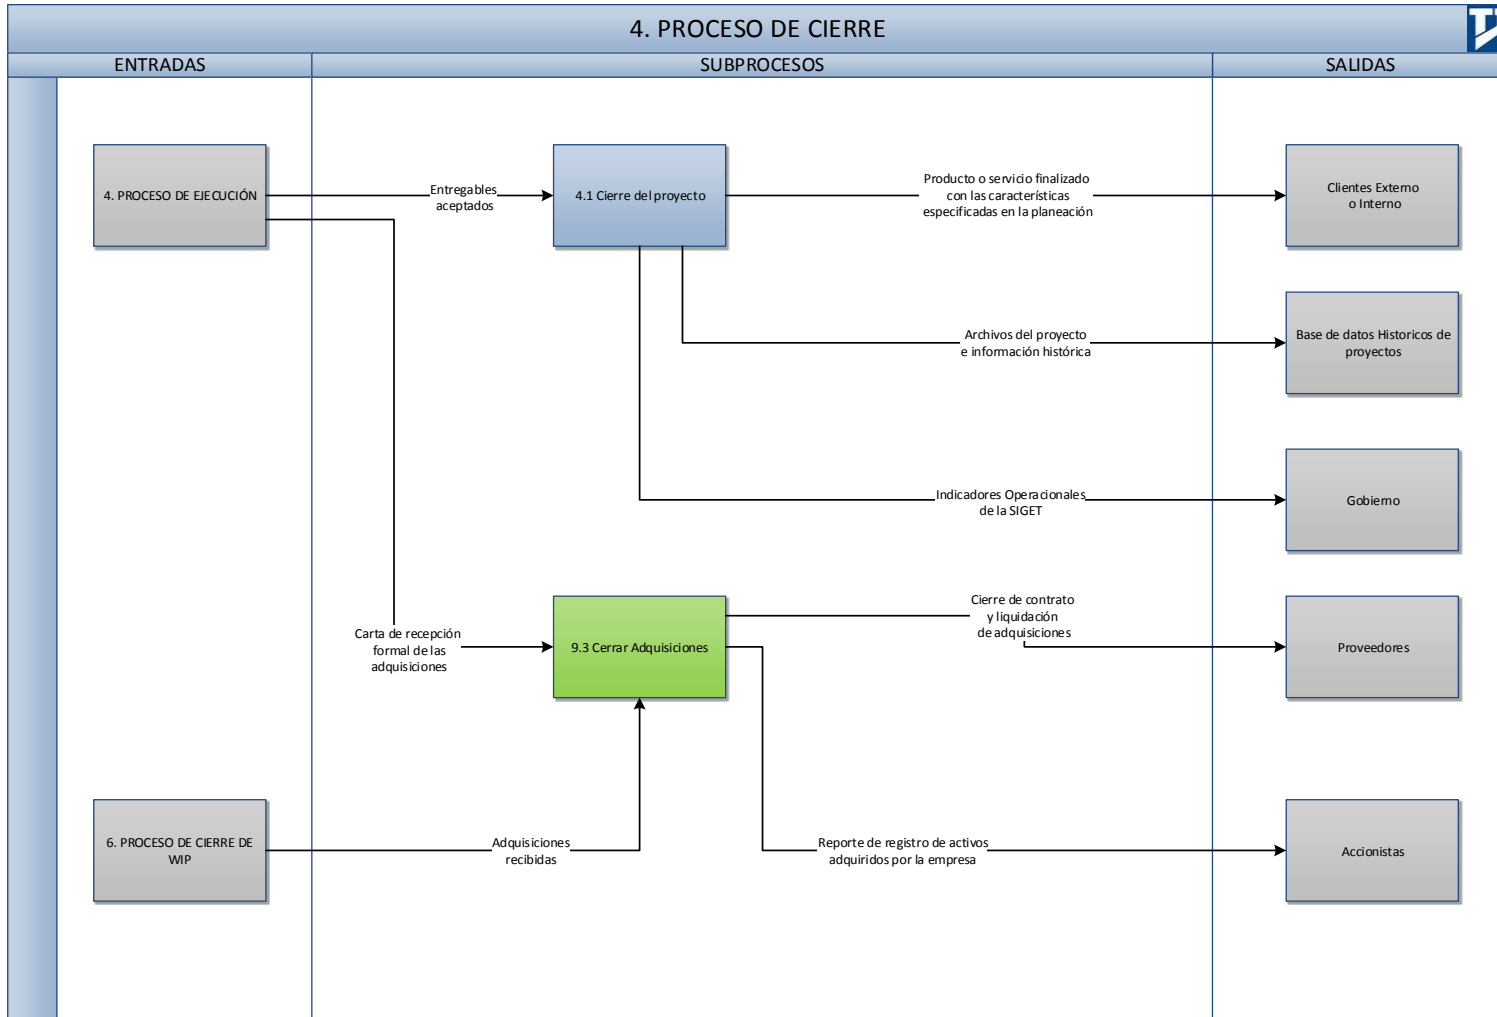 4. PROCESO DE CIERRE
ENTRADAS
SUBPROCESOS
SALIDAS
4. PROCESO DE EJECUCIÓN
Entregables
aceptados
4.1 Cierre del proyecto
Producto o servicio finalizado
con las características
especificadas en la planeación
Clientes Externo
o Interno
Archivos del proyecto
e información histórica
Base de datos Historicos de
proyectos
Indicadores Operacionales
de la SIGET
Gobierno
Carta de recepción
formal de las
adquisiciones
9.3 Cerrar Adquisiciones
Cierre de contrato
y liquidación
de adquisiciones
Proveedores
6. PROCESO DE CIERRE DE
WIP
Adquisiciones
recibidas
Reporte de registro de activos
adquiridos por la empresa
Accionistas